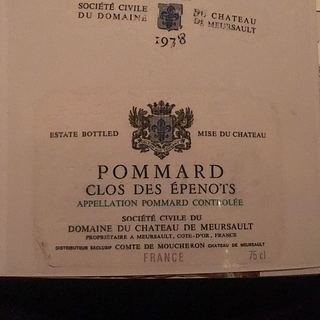 SOCIÉTÉ CIVILE DU CHATEAU
DU DOMAINE DE MEURSAULT
1978
ESTATE BOTTLED MISE DU CHATEAU
POMMARD
CLOS DES ÉPENOTS
APPELLATION POMMARD CONTROLÉE
SOCIÉTÉ CIVILE DU
DOMAINE DU CHATEAU DE MEURSAULT
PROPRIÉTAIRE A MEURSAULT, COTE-D'OR, FRANCE
DISTRIBUTEUR EXCLUSIF COMTE DE MOUCHERON CHATEAU DE MEURSAULT
FRANCE 75 cl